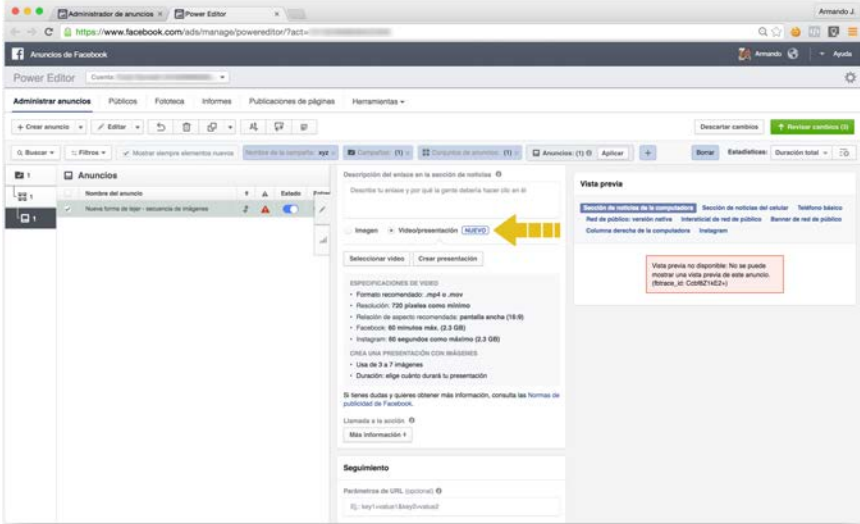 Administrador de anuncios
Power Editor
Armando J.
https://www.facebook.com/ads/manage/powereditor/?act=
Anuncios de Facebook
Armando
Ayuda
Power Editor
Cuenta:
Administrar anuncios Públicos Fototeca Informes Publicaciones de páginas Herramientas
+ Crear anuncio Editar
Descartar cambios Revisar cambios (3)
Buscar Filtros Mostrar siempre elementos nuevos Nombre de la campaña: xyz Campañas: (1) Conjuntos de anuncios: (1) Anuncios: (1) Aplicar + Borrar Estadísticas: Duración total
1
1
1
Anuncios
Nombre del anuncio Estado
Nueva forma de tejer - secuencia de imágenes
Descripción del enlace en la sección de noticias
Describe tu enlace y por qué la gente debería hacer clic en él
Imagen Video/presentación NUEVO
Seleccionar video Crear presentación
ESPECIFICACIONES DE VIDEO
• Formato recomendado: .mp4 o .mov
• Resolución: 720 píxeles como mínimo
• Relación de aspecto recomendada: pantalla ancha (16:9)
• Facebook: 60 minutos máx. (2.3 GB)
• Instagram: 60 segundos como máximo (2.3 GB)
CREA UNA PRESENTACIÓN CON IMÁGENES
• Usa de 3 a 7 imágenes
• Duración: elige cuánto durará tu presentación
Si tienes dudas y quieres obtener más información, consulta las Normas de
publicidad de Facebook.
Llamada a la acción
Más información
Seguimiento
Parámetros de URL (opcional)
Ej.: key1=value1&key2=value2
Vista previa
Sección de noticias de la computadora Sección de noticias del celular Teléfono básico
Red de público: versión nativa Intersticial de red de público Banner de red de público
Columna derecha de la computadora Instagram
Vista previa no disponible: No se puede
mostrar una vista previa de este anuncio.